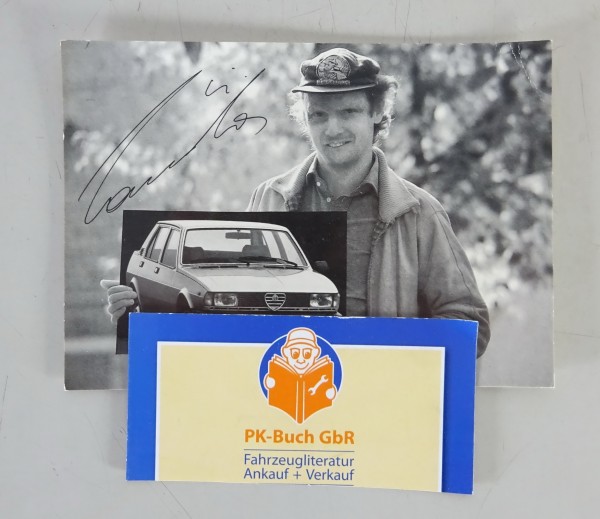 PK-Buch GbR
Fahrzeugliteratur
Ankauf + Verkauf